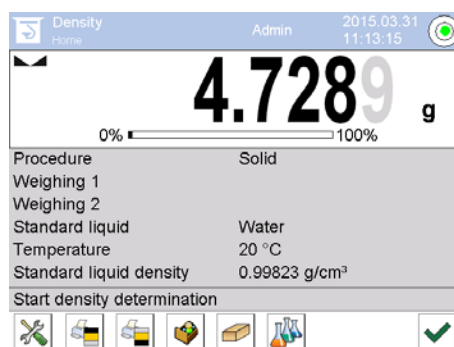 Density
Home
Admin
2015.03.31
11:13:15
4.7289 g
0% 100%
Procedure Solid
Weighing 1
Weighing 2
Standard liquid Water
Temperature 20 °C
Standard liquid density 0.99823 g/cm³
Start density determination